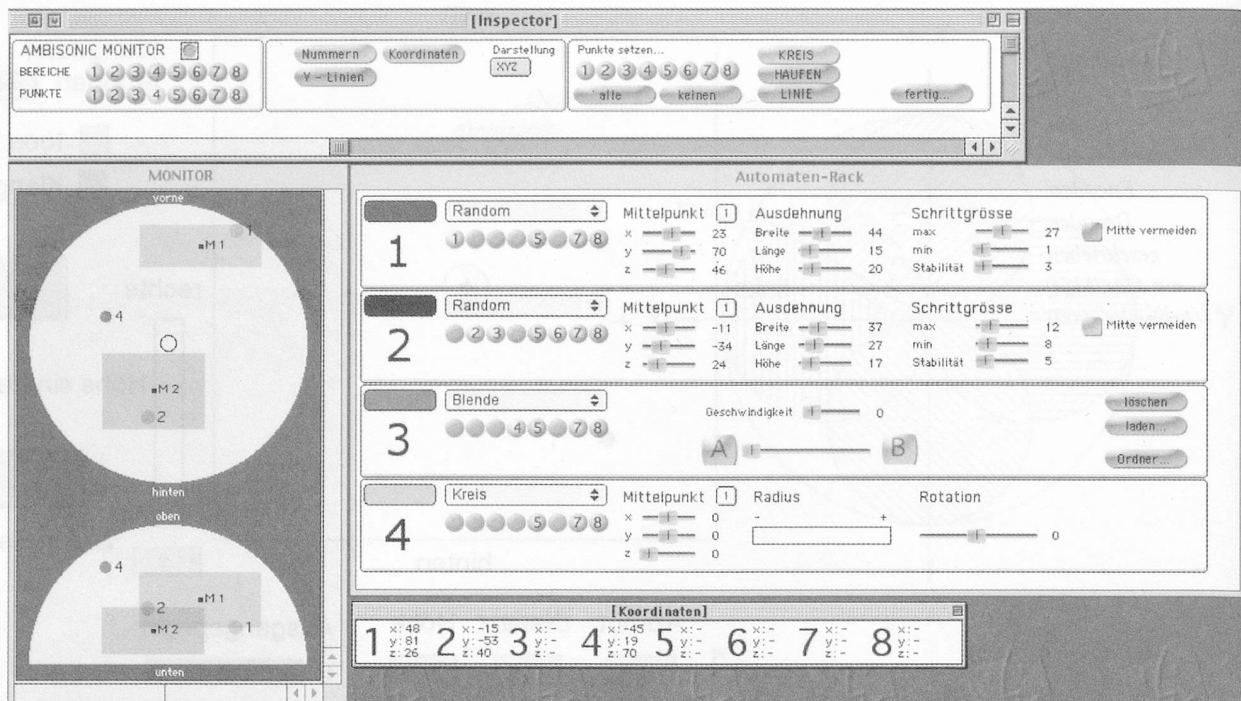 [Inspector]
AMBISONIC MONITOR
BEREICHE 1 2 3 4 5 6 7 8
PUNKTE 1 2 3 4 5 6 7 8
Nummern Koordinaten
Y - Linien
Darstellung
XYZ
Punkte setzen...
1 2 3 4 5 6 7 8
alle keinen
KREIS
HAUFEN
LINIE
fertig...
MONITOR
vorne
1
M 1
4
M 2
2
hinten
oben
4
M 1
2
M 2
1
unten
Automaten-Rack
1
Random
1 5 7 8
Mittelpunkt 1
x 23
y 70
z 46
Ausdehnung
Breite 44
Länge 15
Höhe 20
Schrittgrösse
max 27
min 1
Stabilität 3
Mitte vermeiden
2
Random
2 3 5 7 8
Mittelpunkt 1
x -11
y -34
z 24
Ausdehnung
Breite 37
Länge 27
Höhe 17
Schrittgrösse
max 12
min 8
Stabilität 5
Mitte vermeiden
3
Blende
4 5 7 8
Geschwindigkeit 0
A B
löschen
laden...
Ordner...
4
Kreis
5 7 8
Mittelpunkt 1
x 0
y 0
z 0
Radius
- +
Rotation
0
[Koordinaten]
1 x: 48 y: 81 z: 26
2 x: -15 y: -53 z: 40
3 x: - y: - z: -
4 x: -45 y: 19 z: 70
5 x: - y: - z: -
6 x: - y: - z: -
7 x: - y: - z: -
8 x: - y: - z: -